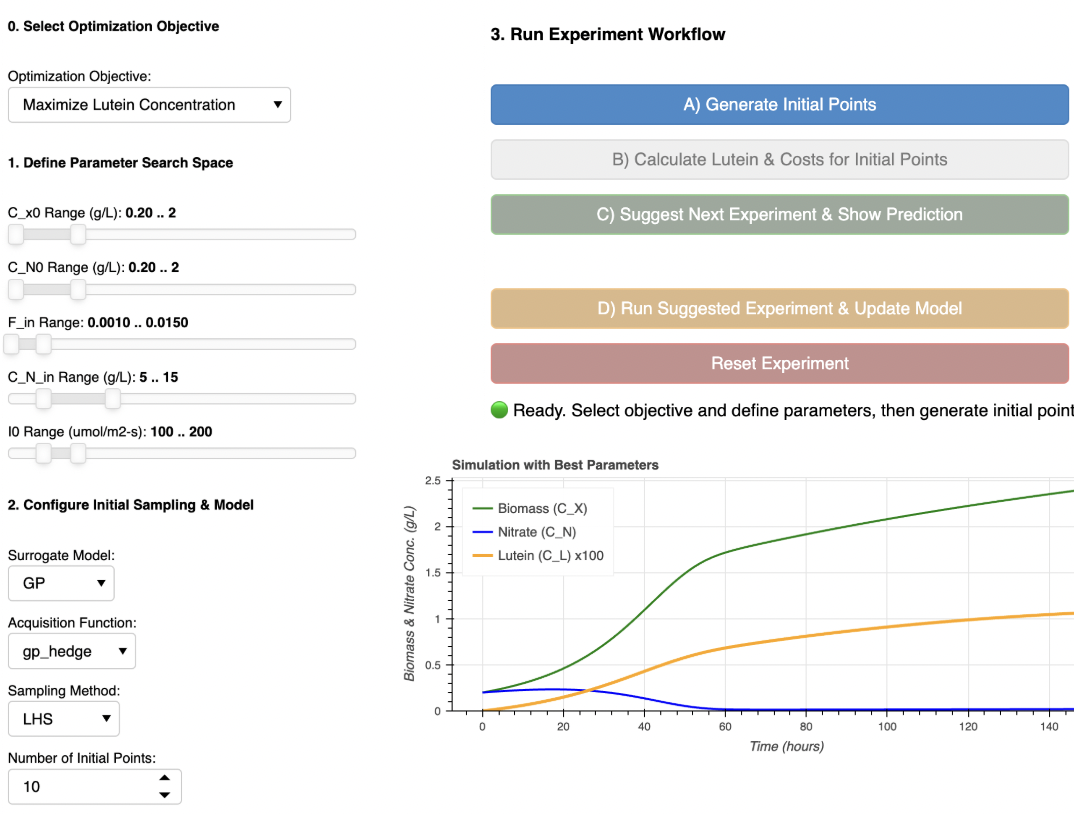 0. Select Optimization Objective
Optimization Objective:
Maximize Lutein Concentration
1. Define Parameter Search Space
C_x0 Range (g/L): 0.20 .. 2
C_N0 Range (g/L): 0.20 .. 2
F_in Range: 0.0010 .. 0.0150
C_N_in Range (g/L): 5 .. 15
I0 Range (umol/m2-s): 100 .. 200
2. Configure Initial Sampling & Model
Surrogate Model:
GP
Acquisition Function:
gp_hedge
Sampling Method:
LHS
Number of Initial Points:
10
3. Run Experiment Workflow
A) Generate Initial Points
B) Calculate Lutein & Costs for Initial Points
C) Suggest Next Experiment & Show Prediction
D) Run Suggested Experiment & Update Model
Reset Experiment
Ready. Select objective and define parameters, then generate initial point
Simulation with Best Parameters
Biomass & Nitrate Conc. (g/L)
2.5
2
1.5
1
0.5
0
Biomass (C_X)
Nitrate (C_N)
Lutein (C_L) x100
0 20 40 60 80 100 120 140
Time (hours)